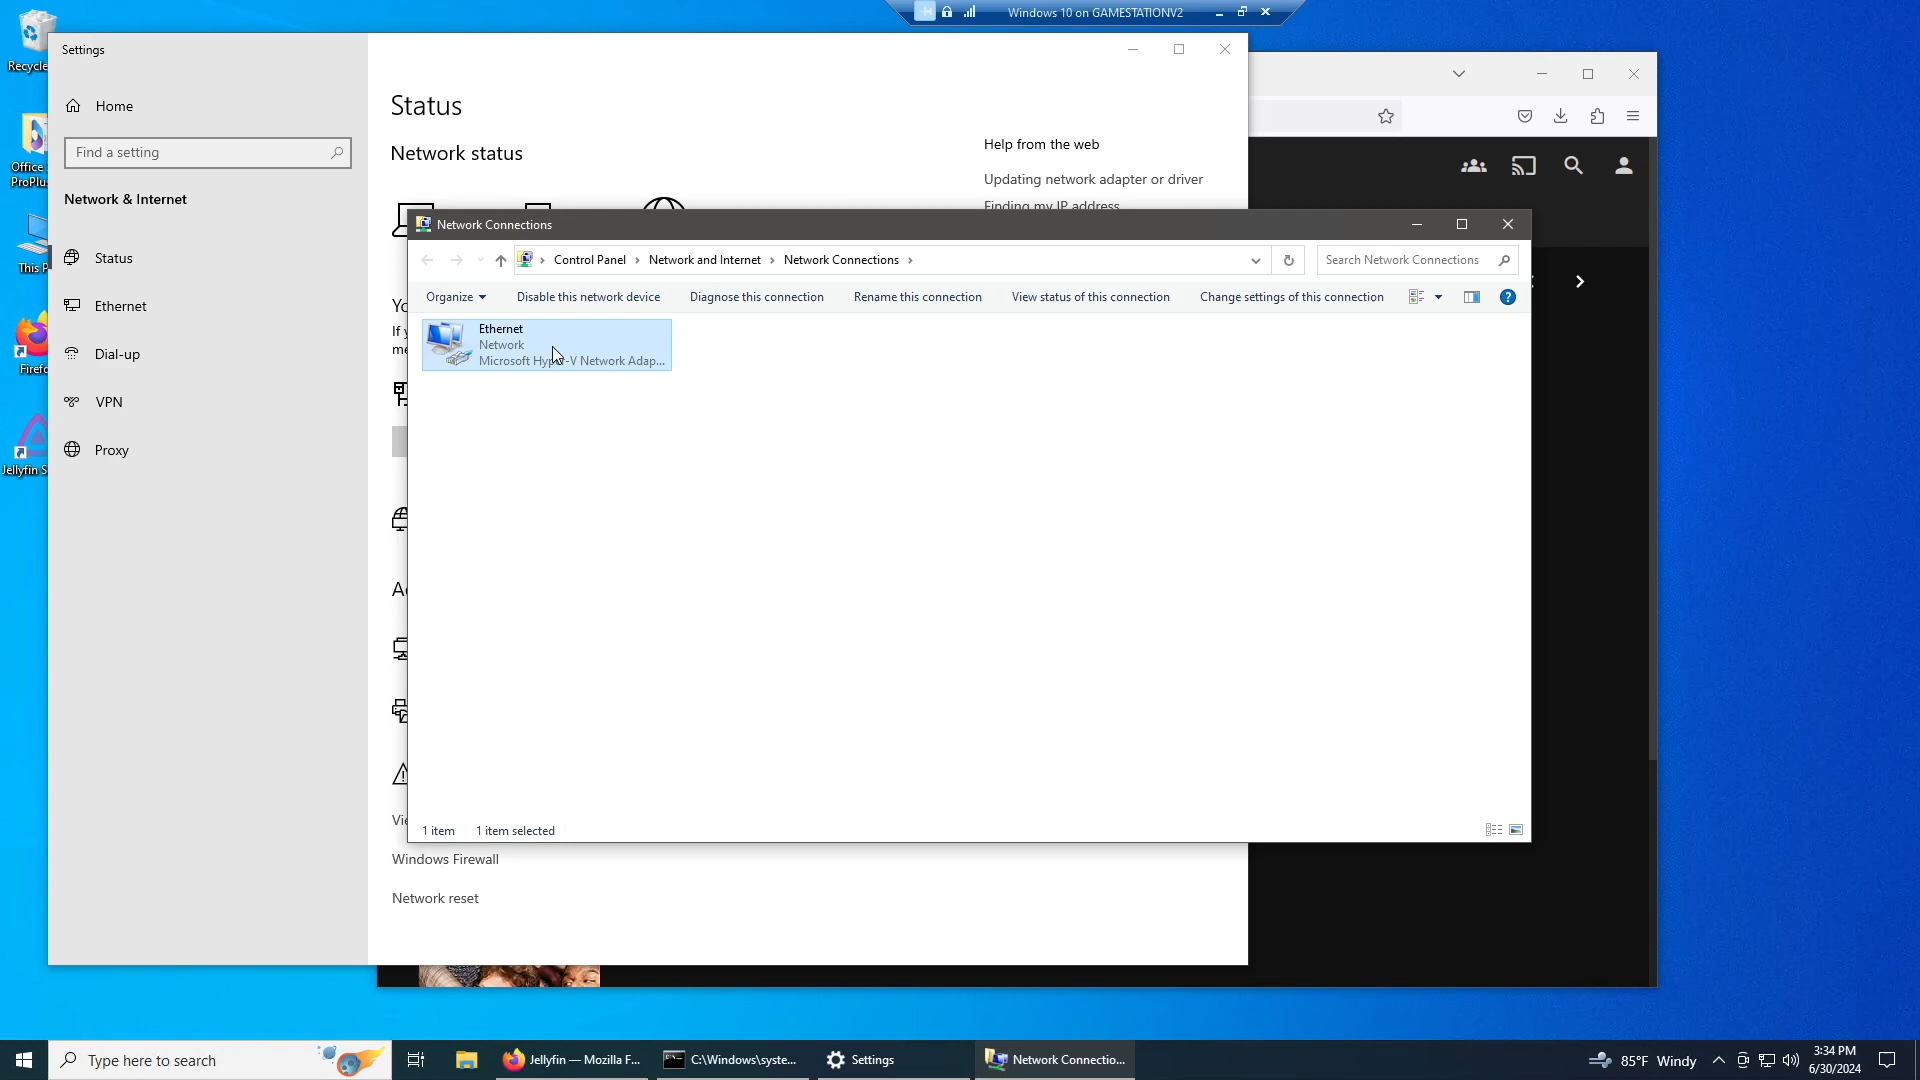 Windows 10 on GAMESTATIONV2
Recycle
Office
ProPlus
This P
Firefo
Jellyfin S
Settings
Home
Find a setting
Network & Internet
Status
Ethernet
Dial-up
VPN
Proxy
Status
Network status
Help from the web
Updating network adapter or driver
Finding my IP address
Yo
If y
me
Vie
Windows Firewall
Network reset
Network Connections
Control Panel
Network and Internet
Network Connections
Search Network Connections
Organize
Disable this network device
Diagnose this connection
Rename this connection
View status of this connection
Change settings of this connection
Ethernet
Network
Microsoft Hyper-V Network Adap...
1 item
1 item selected
Type here to search
Jellyfin — Mozilla F...
C:\Windows\syste...
Settings
Network Connectio...
85°F Windy
3:34 PM
6/30/2024